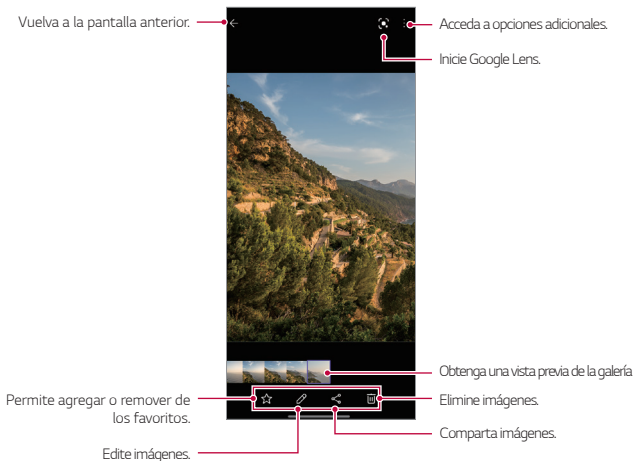 Vuelva a la pantalla anterior.
Acceda a opciones adicionales.
Inicie Google Lens.
Obtenga una vista previa de la galería
Permite agregar o remover de
los favoritos.
Elimine imágenes.
Comparta imágenes.
Edite imágenes.